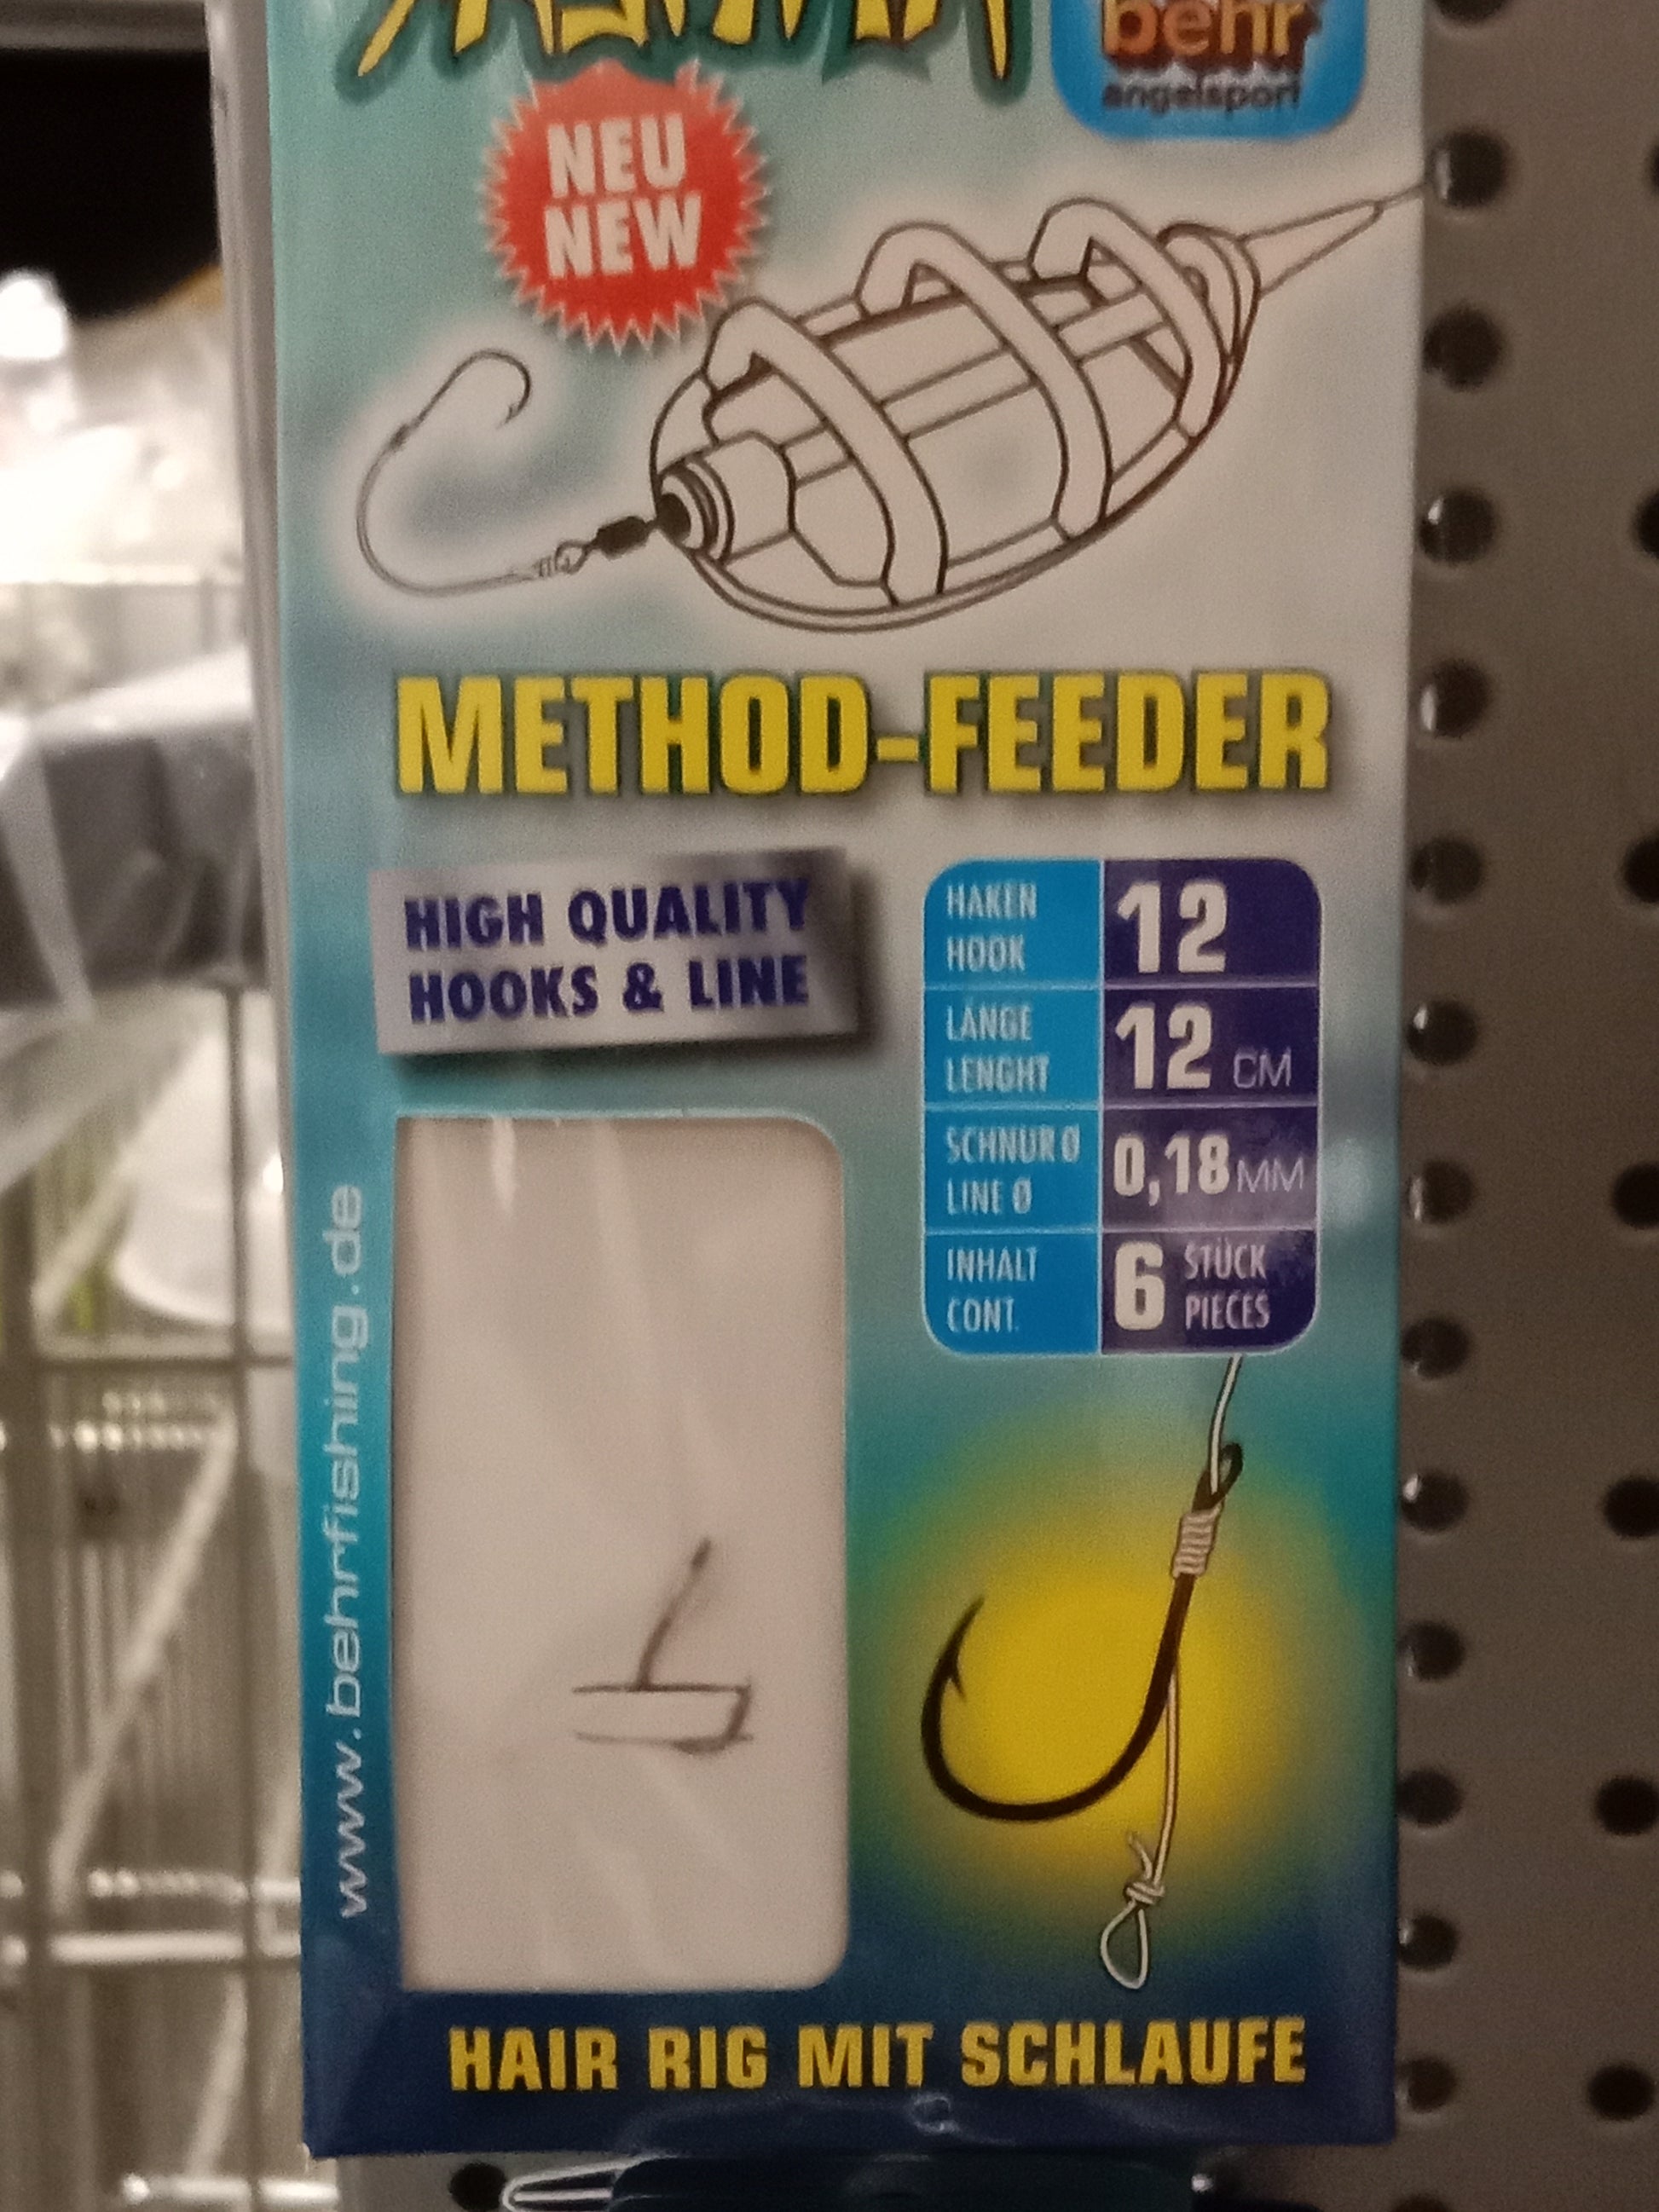 behr
angelsport
NEU
NEW
METHOD-FEEDER
HIGH QUALITY
HOOKS & LINE
HAKEN
HOOK
12
LÄNGE
LENGHT
12 CM
SCHNUR Ø
LINE Ø
0,18 MM
INHALT
CONT.
6 STÜCK
PIECES
www.behrfishing.de
HAIR RIG MIT SCHLAUFE